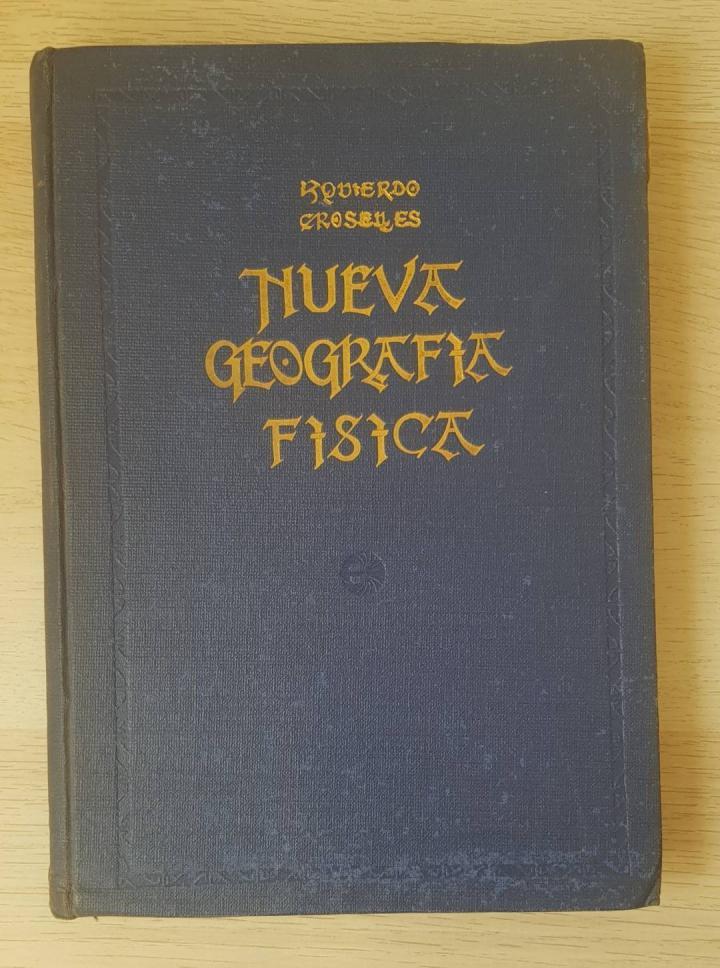 IZQUIERDO
CROSELLES
NUEVA
GEOGRAFIA
FISICA